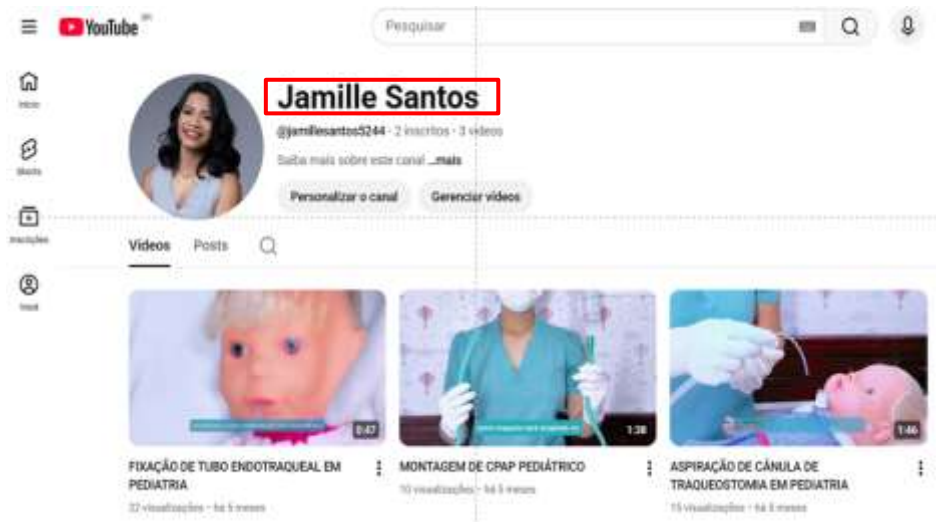 YouTube BR
Pesquisar
Início
Shorts
Inscrições
Você
Jamille Santos
@jamillesantos5244 · 2 inscritos · 3 vídeos
Saiba mais sobre este canal ...mais
Personalizar o canal
Gerenciar vídeos
Vídeos
Posts
0:47
1:38
1:46
FIXAÇÃO DE TUBO ENDOTRAQUEAL EM
PEDIATRIA
22 visualizações · há 5 meses
MONTAGEM DE CPAP PEDIÁTRICO
10 visualizações · há 5 meses
ASPIRAÇÃO DE CÂNULA DE
TRAQUEOSTOMIA EM PEDIATRIA
15 visualizações · há 5 meses